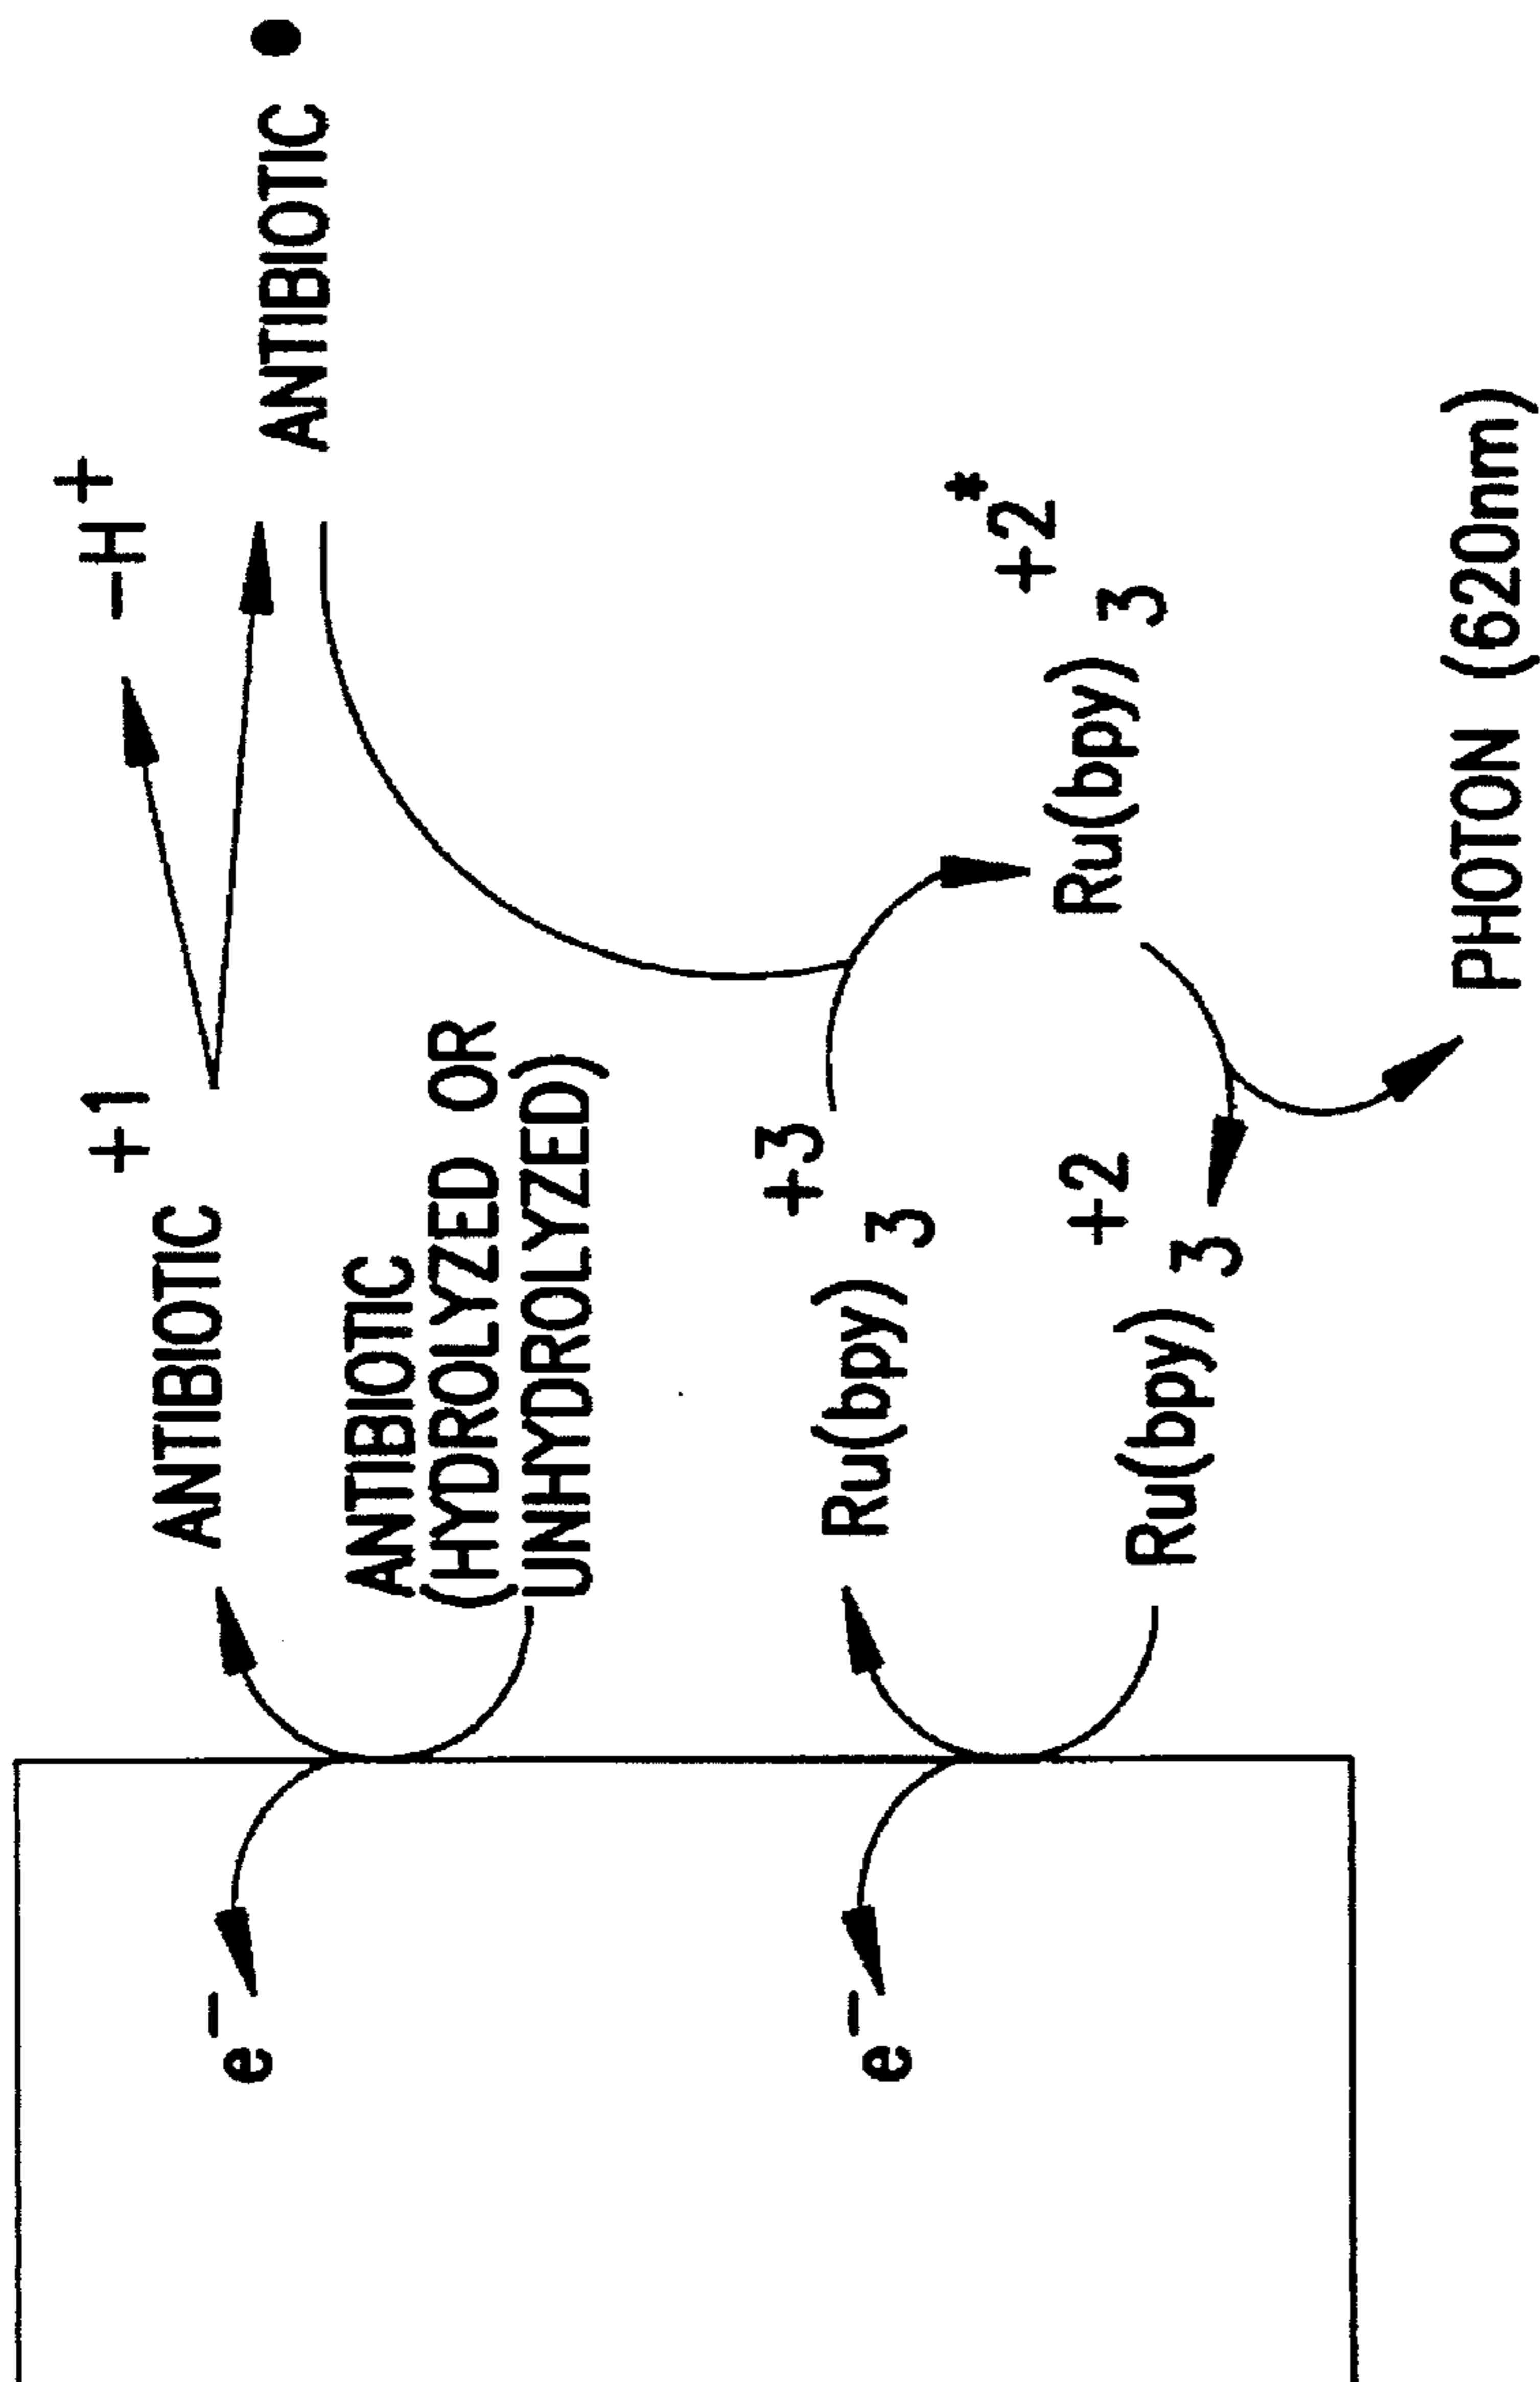 -H+
ANTIBIOTIC+1
ANTIBIOTIC •
e-
ANTIBIOTIC
(HYDROLYZED OR
UNHYDROLYZED)
Ru(bpy)3+3
e-
Ru(bpy)3+2*
Ru(bpy)3+2
PHOTON (620nm)